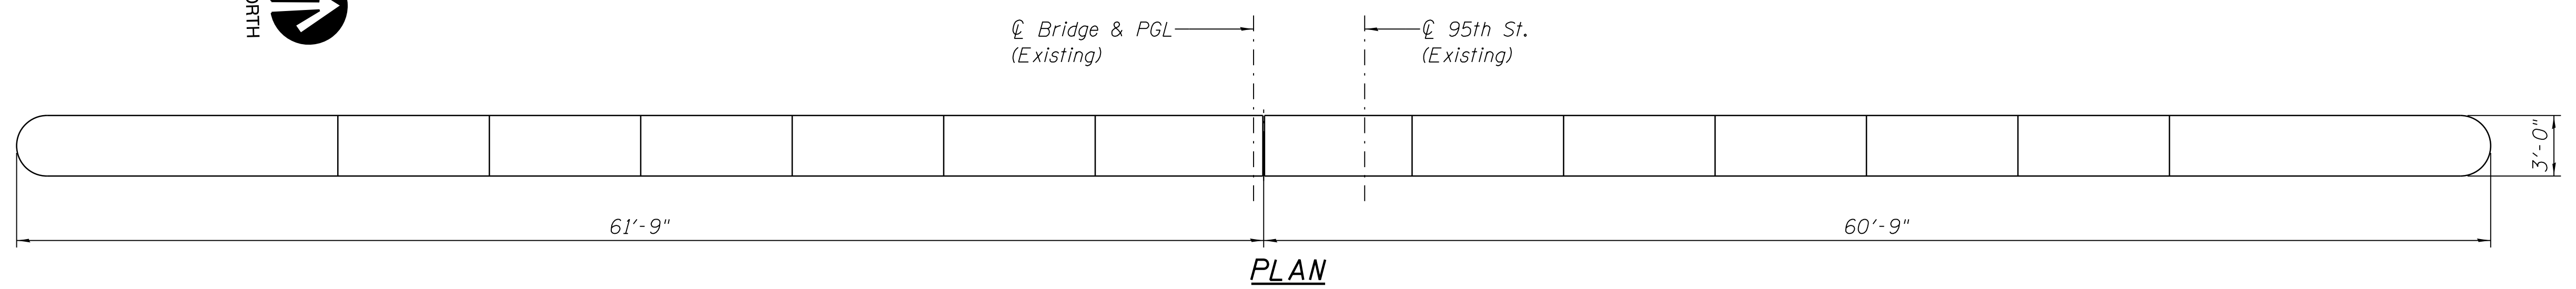 ORTH
℄ Bridge & PGL
(Existing)
℄ 95th St.
(Existing)
3'-0"
61'-9"
60'-9"
PLAN